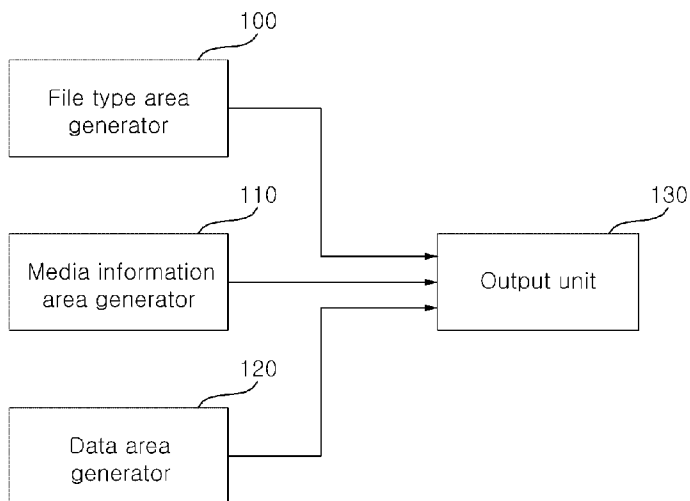 100
File type area
generator
110
Media information
area generator
130
Output unit
120
Data area
generator